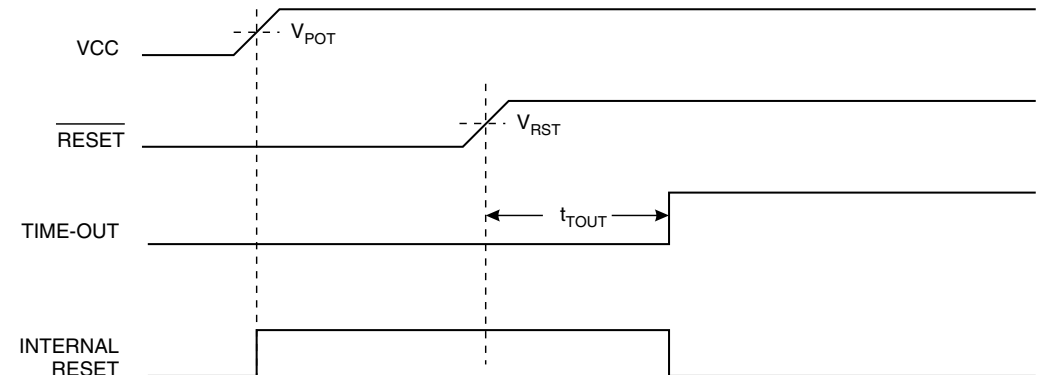 VCC
V_POT
RESET
V_RST
TIME-OUT
t_TOUT
INTERNAL
RESET